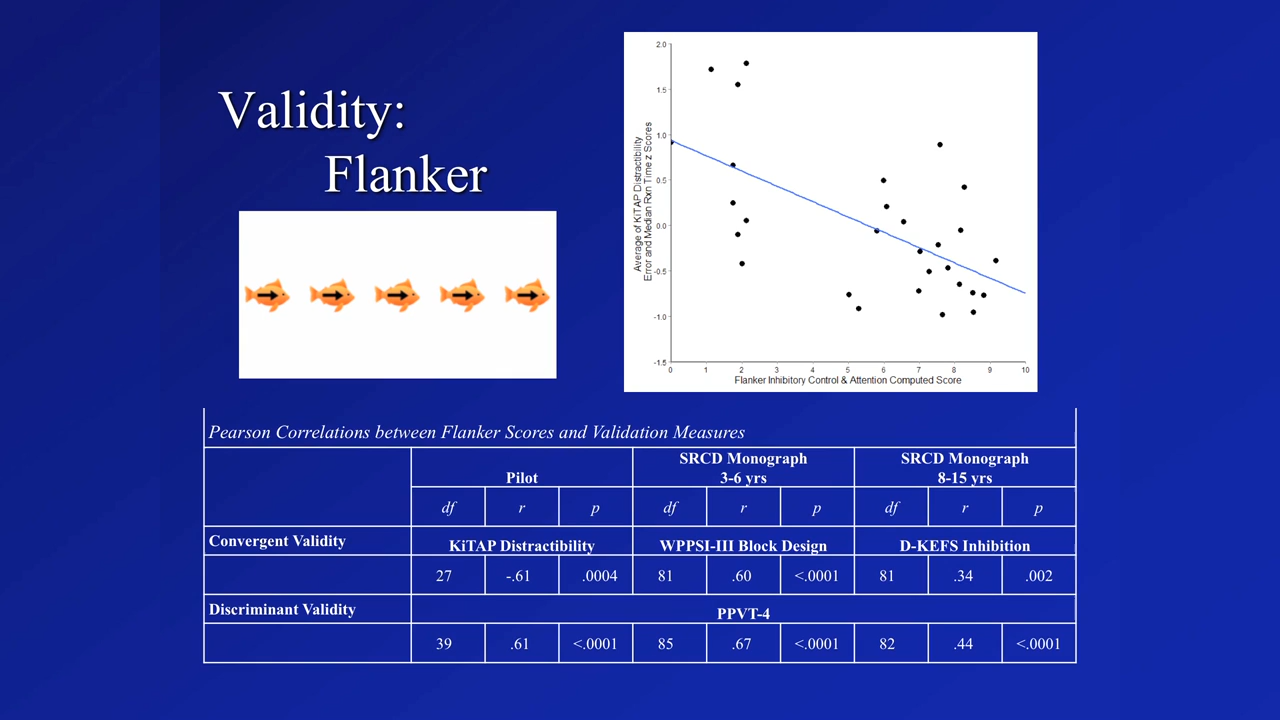 Validity:
Flanker
Average of KiTAP Distractibility
Error and Median Rxn Time z Scores
2.0
1.5
1.0
0.5
0.0
-0.5
-1.0
-1.5
0 1 2 3 4 5 6 7 8 9 10
Flanker Inhibitory Control & Attention Computed Score
Pearson Correlations between Flanker Scores and Validation Measures
Pilot SRCD Monograph 3-6 yrs SRCD Monograph 8-15 yrs
df r p df r p df r p
Convergent Validity KiTAP Distractibility WPPSI-III Block Design D-KEFS Inhibition
27 -.61 .0004 81 .60 <.0001 81 .34 .002
Discriminant Validity PPVT-4
39 .61 <.0001 85 .67 <.0001 82 .44 <.0001